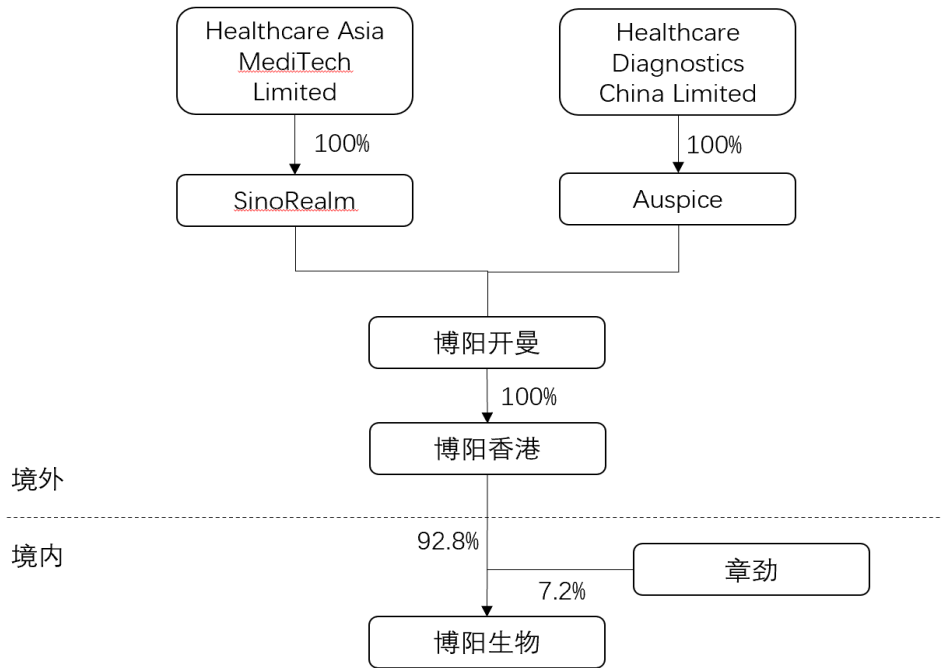 Healthcare Asia
MediTech
Limited
Healthcare
Diagnostics
China Limited
100%
100%
SinoRealm
Auspice
博阳开曼
100%
博阳香港
境外
92.8%
境内
章劲
7.2%
博阳生物